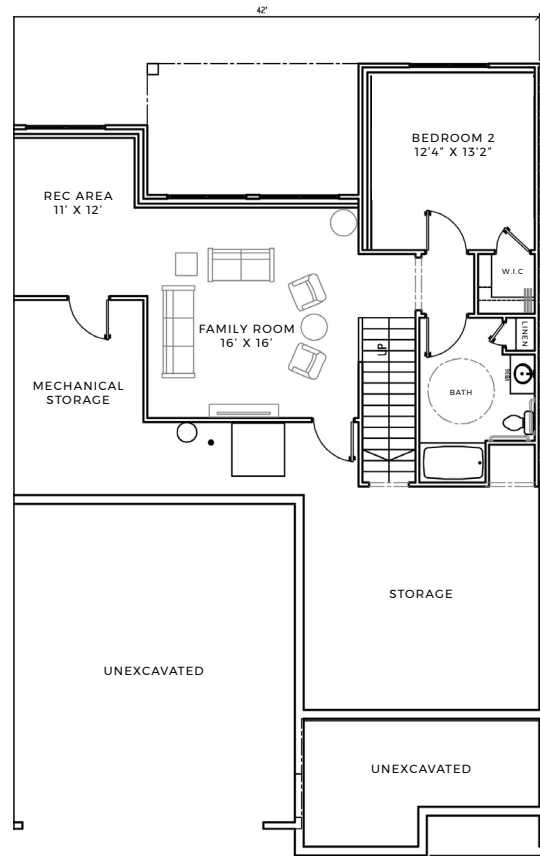 42'
BEDROOM 2
12'4" X 13'2"
REC AREA
11' X 12'
W.I.C
FAMILY ROOM
16' X 16'
UP
LINEN
MECHANICAL
STORAGE
VB36
BATH
STORAGE
UNEXCAVATED
UNEXCAVATED